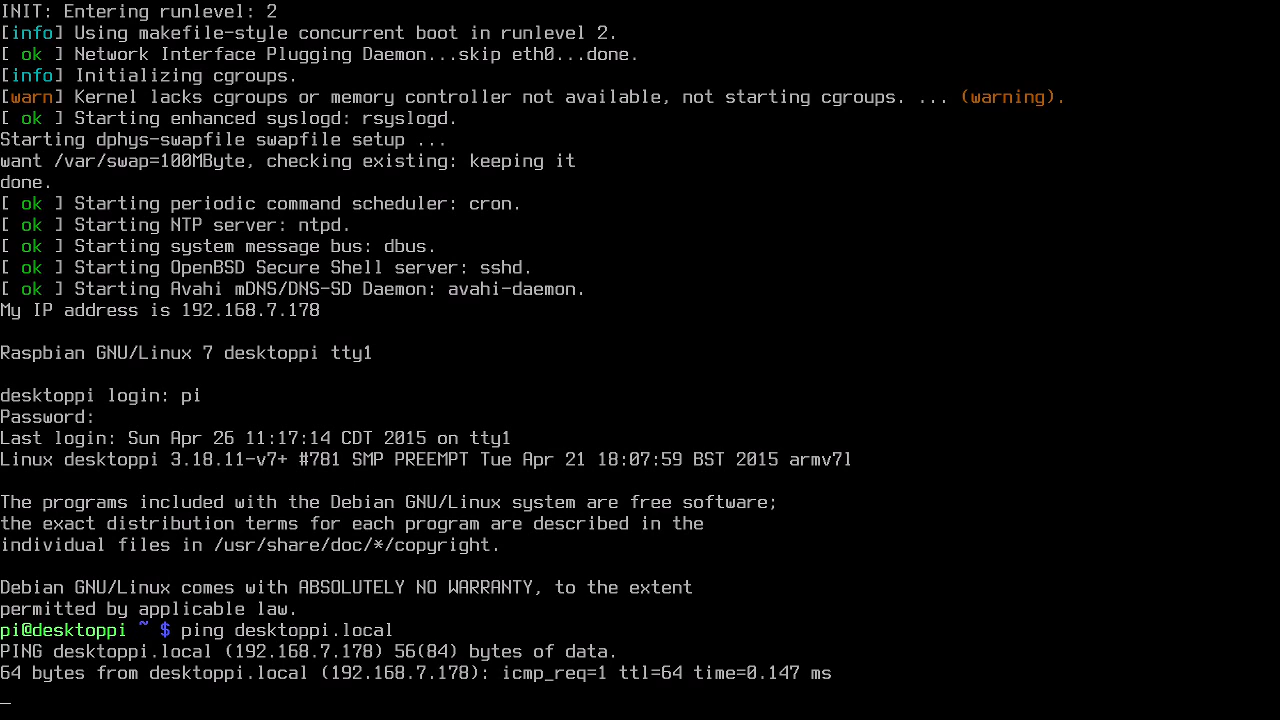 INIT: Entering runlevel: 2
[info] Using makefile-style concurrent boot in runlevel 2.
[ ok ] Network Interface Plugging Daemon...skip eth0...done.
[info] Initializing cgroups.
[warn] Kernel lacks cgroups or memory controller not available, not starting cgroups. ... (warning).
[ ok ] Starting enhanced syslogd: rsyslogd.
Starting dphys-swapfile swapfile setup ...
want /var/swap=100MByte, checking existing: keeping it
done.
[ ok ] Starting periodic command scheduler: cron.
[ ok ] Starting NTP server: ntpd.
[ ok ] Starting system message bus: dbus.
[ ok ] Starting OpenBSD Secure Shell server: sshd.
[ ok ] Starting Avahi mDNS/DNS-SD Daemon: avahi-daemon.
My IP address is 192.168.7.178
Raspbian GNU/Linux 7 desktoppi tty1
desktoppi login: pi
Password:
Last login: Sun Apr 26 11:17:14 CDT 2015 on tty1
Linux desktoppi 3.18.11-v7+ #781 SMP PREEMPT Tue Apr 21 18:07:59 BST 2015 armv7l
The programs included with the Debian GNU/Linux system are free software;
the exact distribution terms for each program are described in the
individual files in /usr/share/doc/*/copyright.
Debian GNU/Linux comes with ABSOLUTELY NO WARRANTY, to the extent
permitted by applicable law.
pi@desktoppi ~ $ ping desktoppi.local
PING desktoppi.local (192.168.7.178) 56(84) bytes of data.
64 bytes from desktoppi.local (192.168.7.178): icmp_req=1 ttl=64 time=0.147 ms